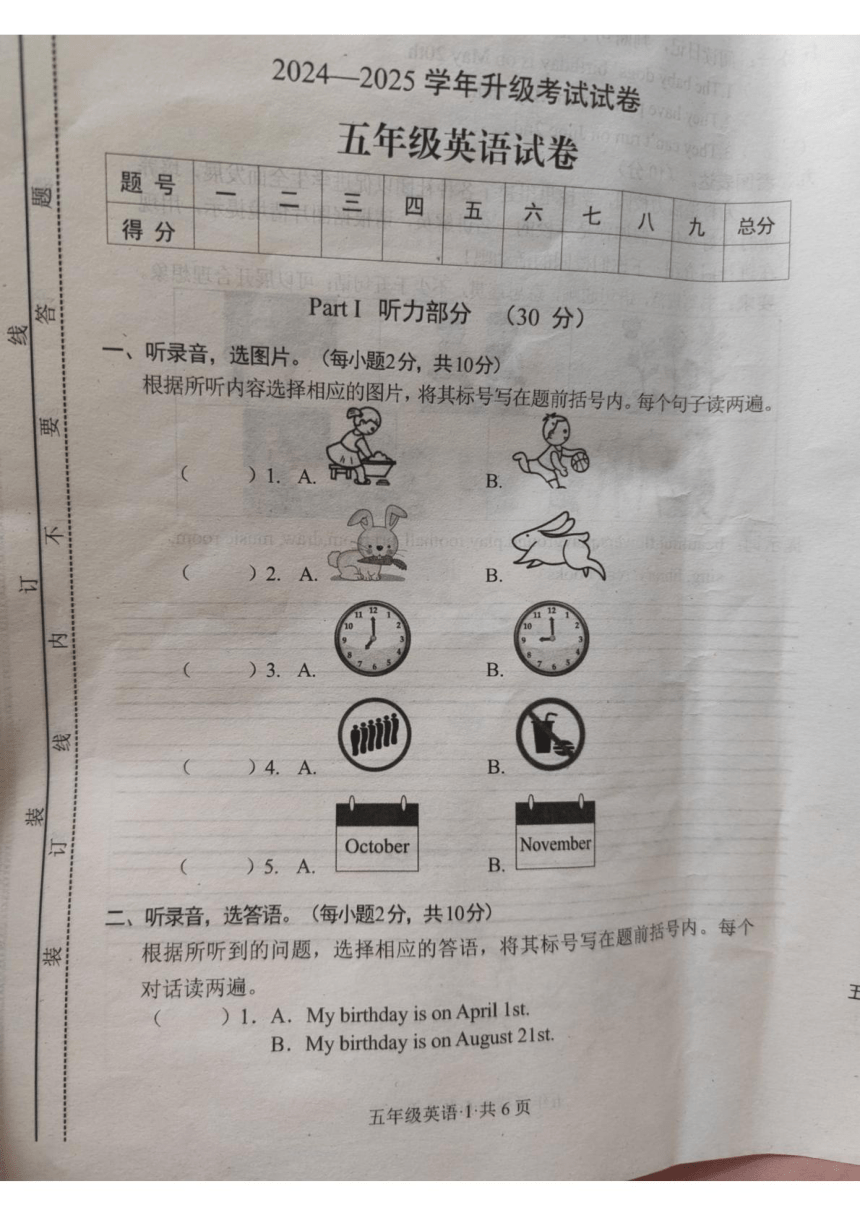 2024—2025 学年升级考试试卷
五年级英语试卷
题 号 一 二 三 四 五 六 七 八 九 总分
得 分
Part I 听力部分 (30 分)
一、听录音，选图片。(每小题2分，共10分)
根据所听内容选择相应的图片，将其标号写在题前括号内。每个句子读两遍。
( )1. A. B.
( )2. A. B.
( )3. A. B.
( )4. A. B.
October November
( )5. A. B.
二、听录音，选答语。(每小题2分，共10分)
根据所听到的问题，选择相应的答语，将其标号写在题前括号内。每个
对话读两遍。
( )1. A. My birthday is on April 1st.
B. My birthday is on August 21st.
五年级英语·1·共 6 页
装 订 线 内 不 要 答 题
装 订 线
五